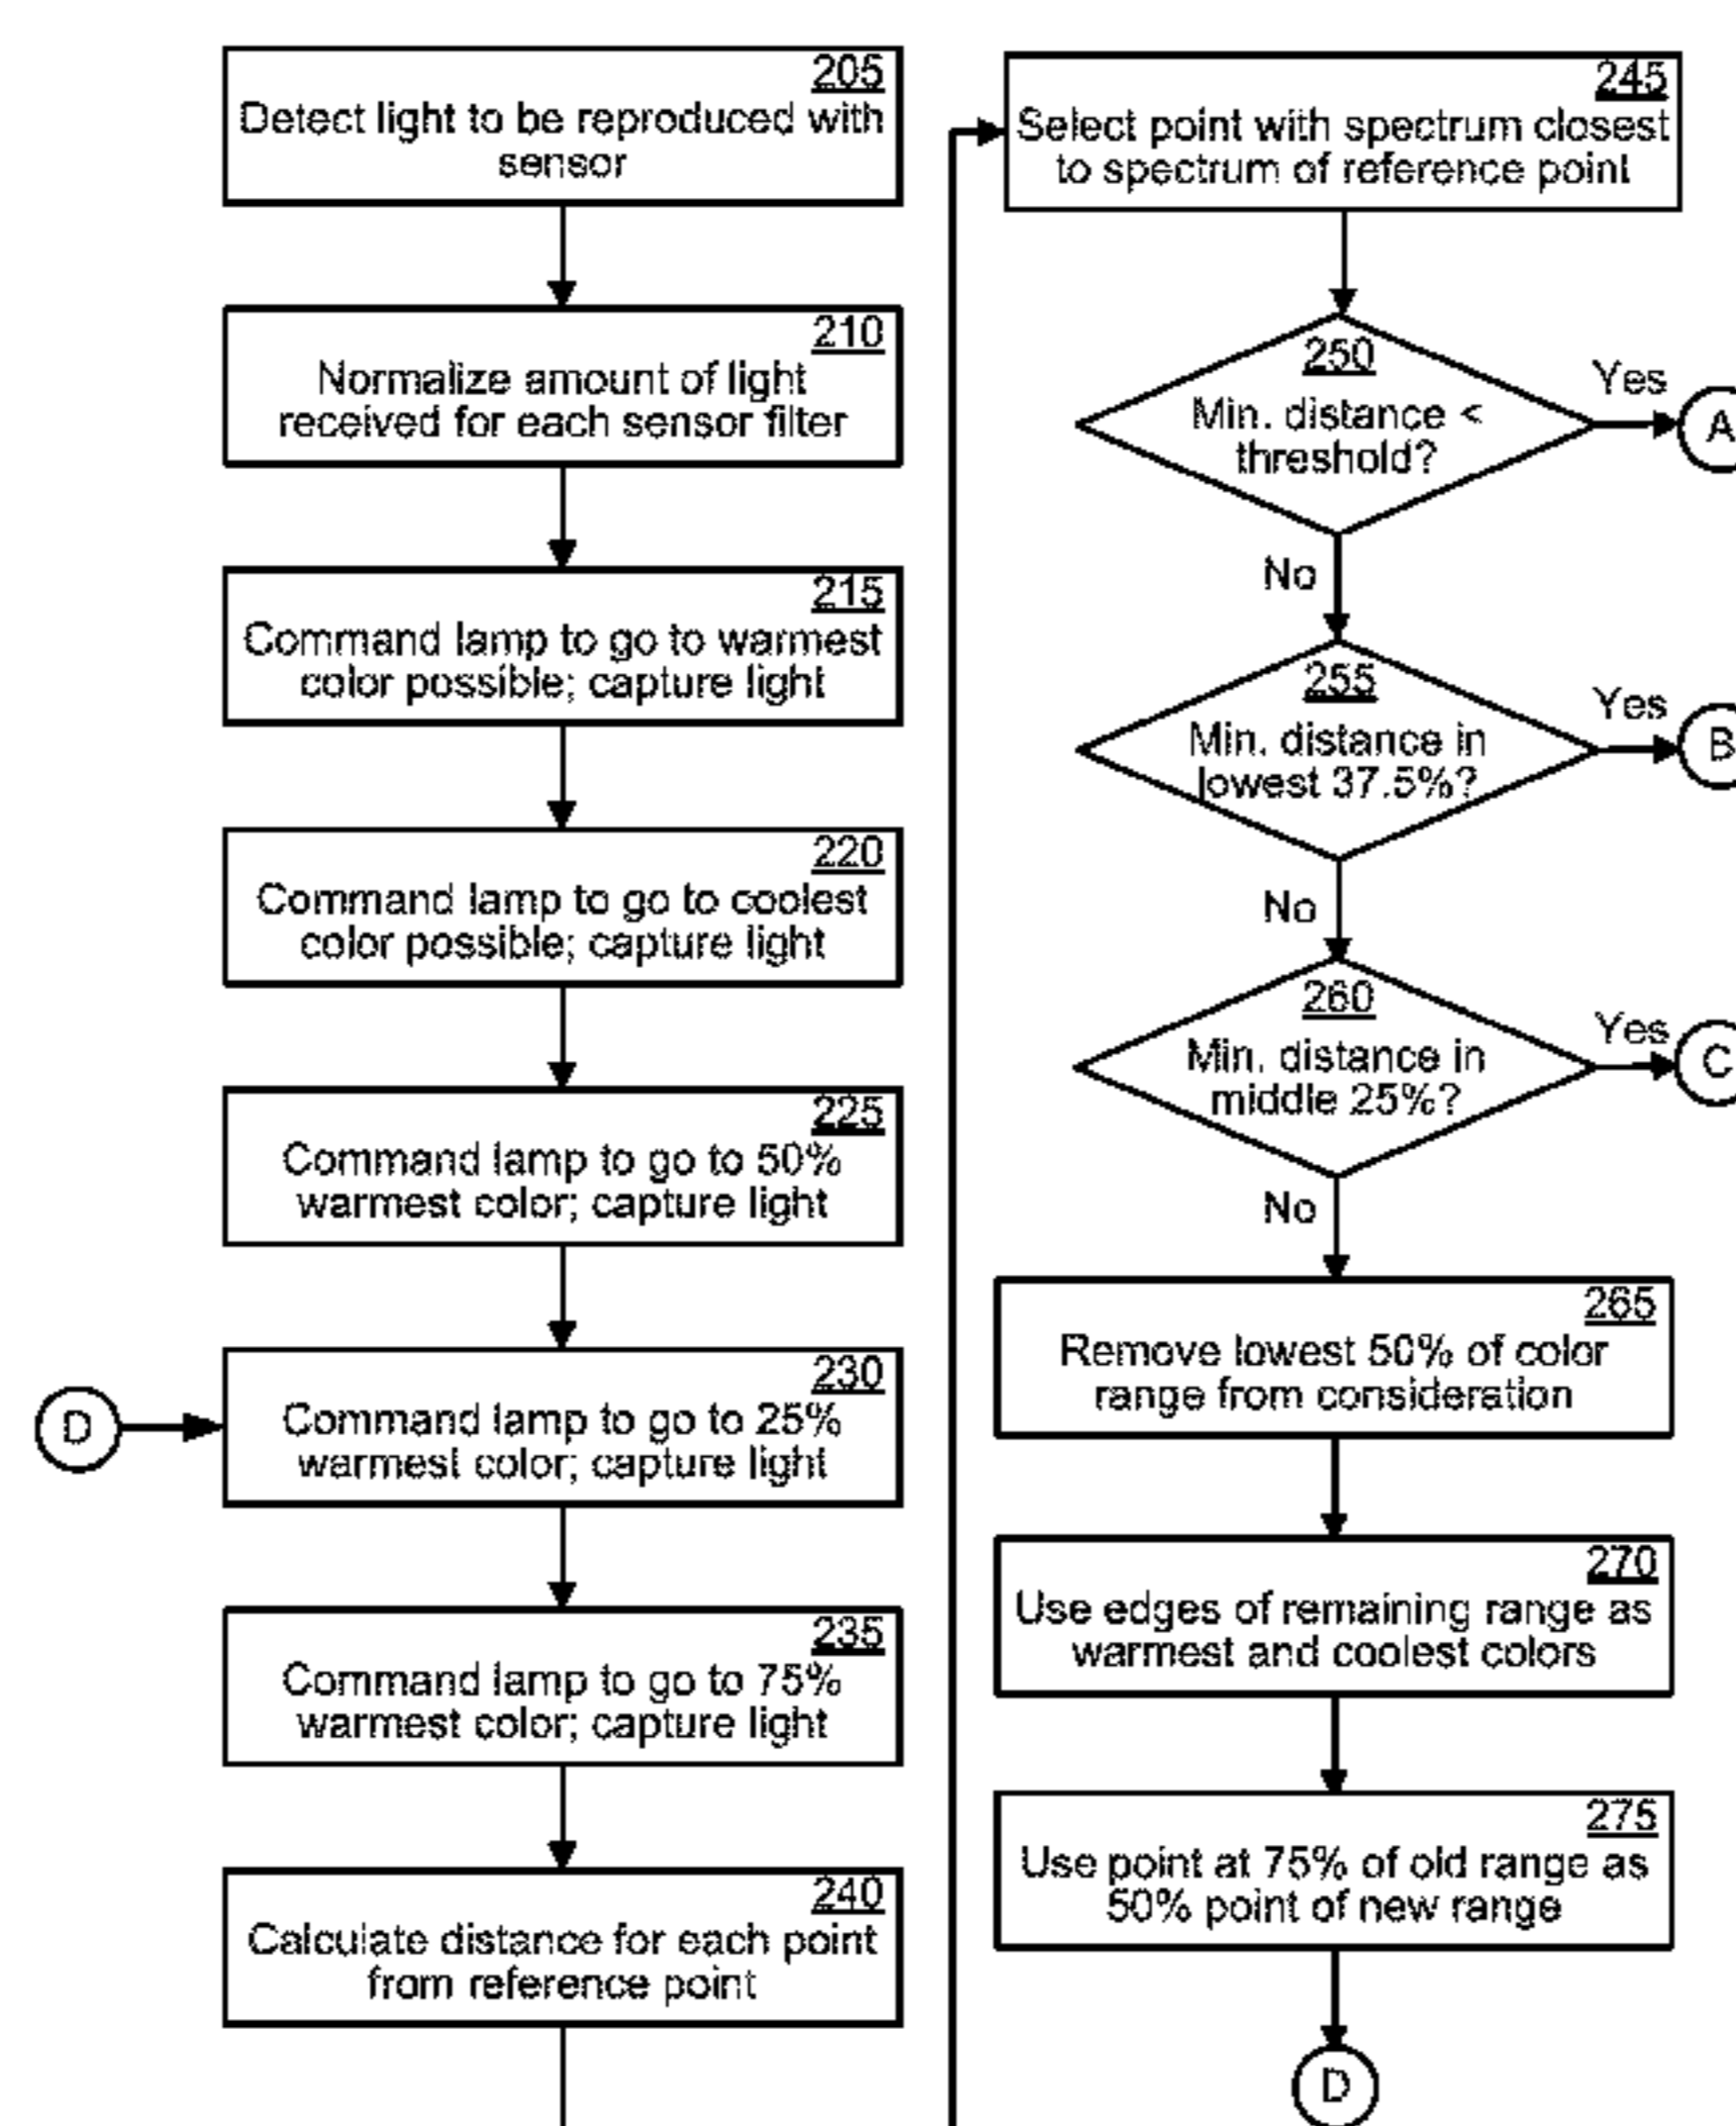 205
Detect light to be reproduced with
sensor
210
Normalize amount of light
received for each sensor filter
215
Command lamp to go to warmest
color possible; capture light
220
Command lamp to go to coolest
color possible; capture light
225
Command lamp to go to 50%
warmest color; capture light
D
230
Command lamp to go to 25%
warmest color; capture light
235
Command lamp to go to 75%
warmest color; capture light
240
Calculate distance for each point
from reference point
245
Select point with spectrum closest
to spectrum of reference point
250
Min. distance <
threshold?
Yes
A
No
255
Min. distance in
lowest 37.5%?
Yes
B
No
260
Min. distance in
middle 25%?
Yes
C
No
265
Remove lowest 50% of color
range from consideration
270
Use edges of remaining range as
warmest and coolest colors
275
Use point at 75% of old range as
50% point of new range
D